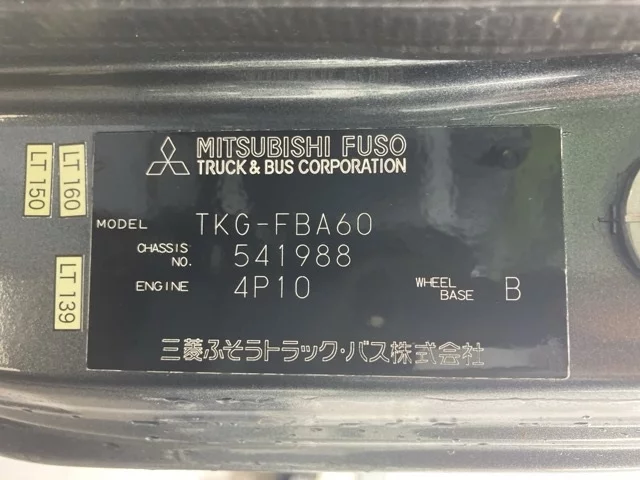 MITSUBISHI FUSO
TRUCK & BUS CORPORATION
MODEL TKG-FBA60
CHASSIS NO. 541988
ENGINE 4P10 WHEEL BASE B
三菱ふそうトラック・バス株式会社
LT 150
LT 160
LT 139